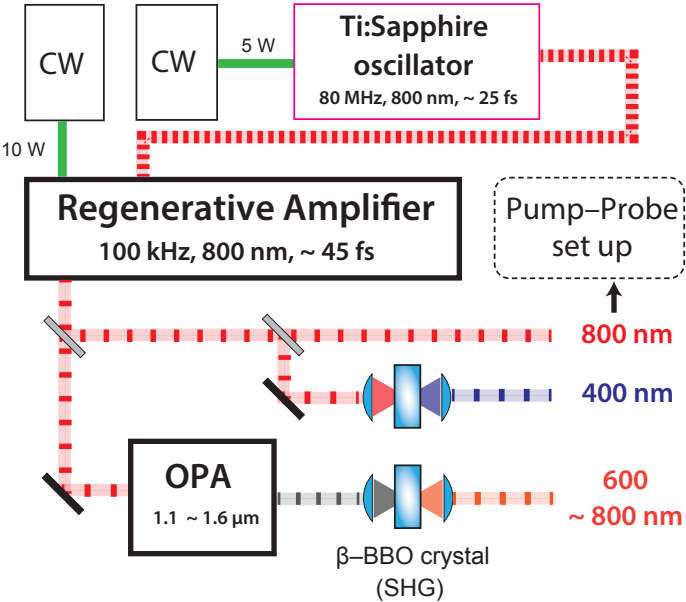 CW
5 W
CW
Ti:Sapphire
oscillator
80 MHz, 800 nm, ~ 25 fs
10 W
Regenerative Amplifier
100 kHz, 800 nm, ~ 45 fs
Pump–Probe
set up
800 nm
400 nm
OPA
1.1 ~ 1.6 μm
600
~ 800 nm
β–BBO crystal
(SHG)